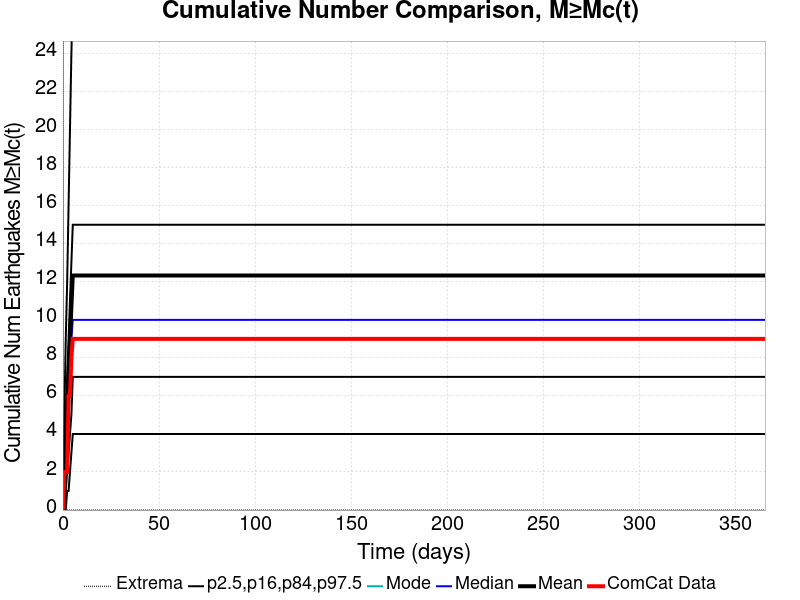 Cumulative Number Comparison, M≥Mc(t)
Cumulative Num Earthquakes M≥Mc(t)
24
22
20
18
16
14
12
10
8
6
4
2
0
0 50 100 150 200 250 300 350
Time (days)
Extrema p2.5,p16,p84,p97.5 Mode Median Mean ComCat Data